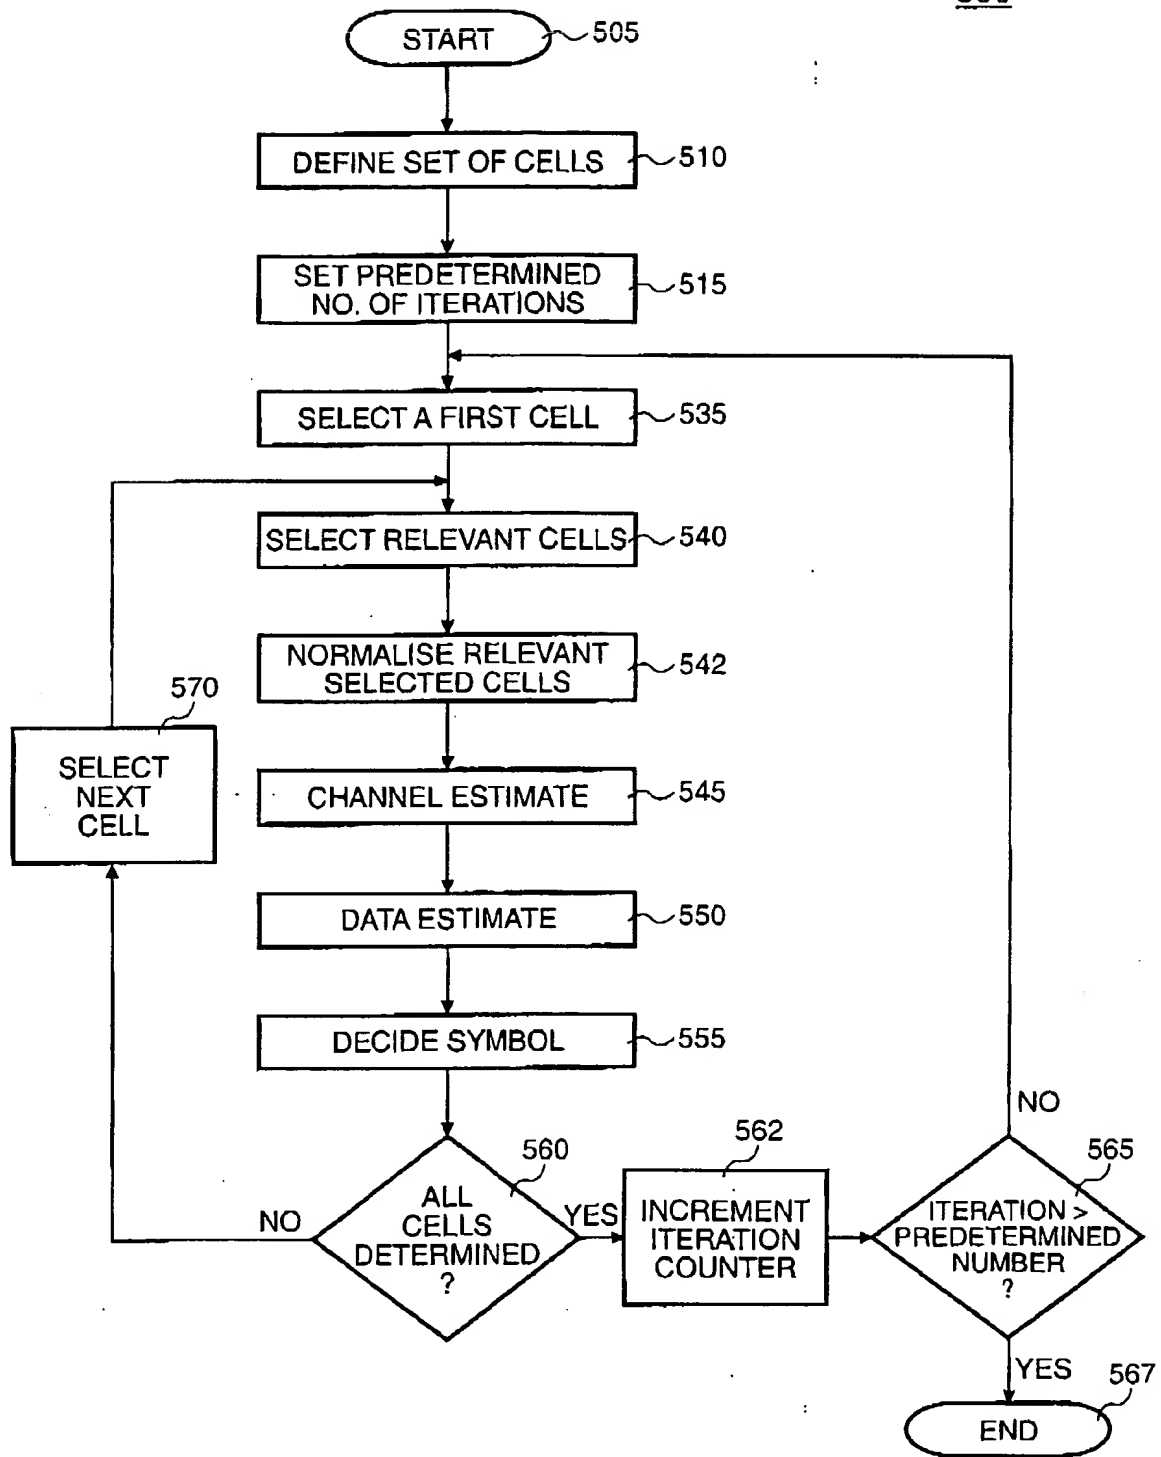 START
505
DEFINE SET OF CELLS
510
SET PREDETERMINED
NO. OF ITERATIONS
515
SELECT A FIRST CELL
535
SELECT RELEVANT CELLS
540
NORMALISE RELEVANT
SELECTED CELLS
542
570
SELECT
NEXT
CELL
CHANNEL ESTIMATE
545
DATA ESTIMATE
550
DECIDE SYMBOL
555
ALL
CELLS
DETERMINED
?
560
NO
YES
562
INCREMENT
ITERATION
COUNTER
NO
565
ITERATION >
PREDETERMINED
NUMBER
?
YES
567
END